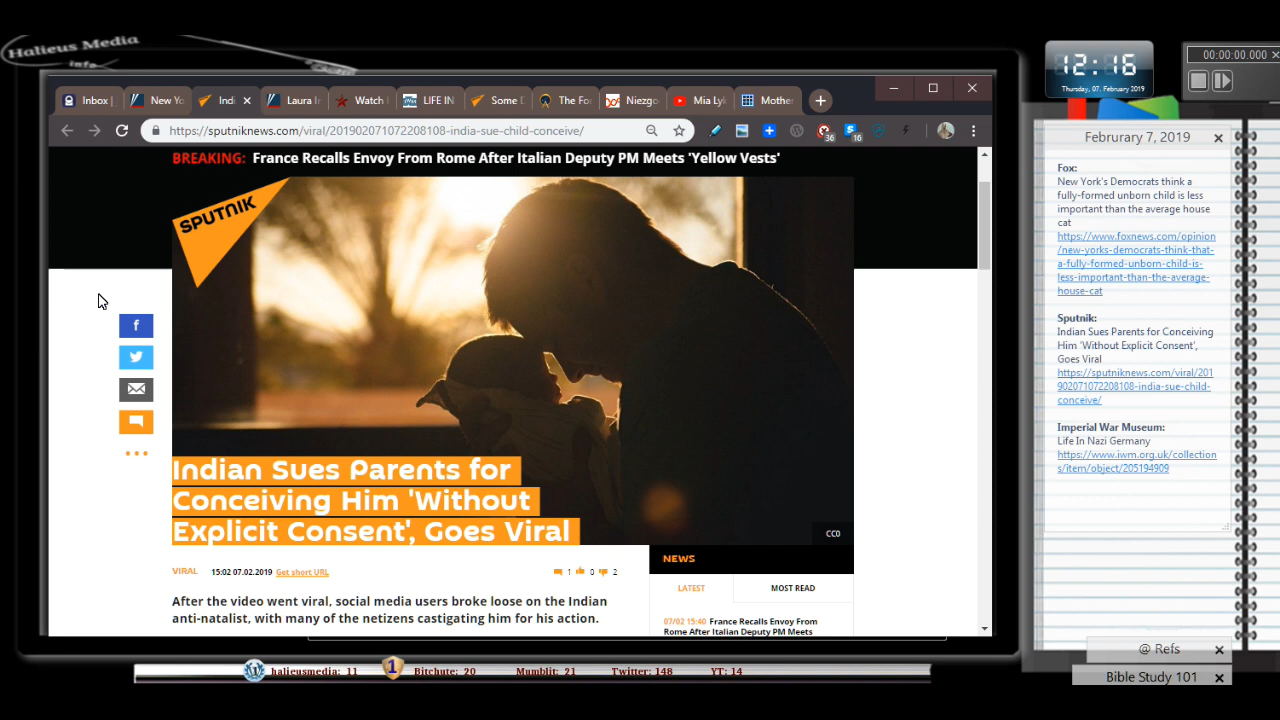 Halieus Media
info
Inbox |
New Yo
Indi
Laura In
Watch
LIFE IN
Some D
The Fo
Niezgo
Mia Lyk
Mothe
https://sputniknews.com/viral/201902071072208108-india-sue-child-conceive/
36
16
BREAKING: France Recalls Envoy From Rome After Italian Deputy PM Meets 'Yellow Vests'
SPUTNIK
Indian Sues Parents for
Conceiving Him 'Without
Explicit Consent', Goes Viral
CC0
VIRAL 15:02 07.02.2019 Get short URL
1 0 2
After the video went viral, social media users broke loose on the Indian
anti-natalist, with many of the netizens castigating him for his action.
NEWS
LATEST MOST READ
07/02 15:40 France Recalls Envoy From
Rome After Italian Deputy PM Meets
12:16
Thursday, 07. February 2019
00:00:00.000
Februrary 7, 2019
Fox:
New York's Democrats think a
fully-formed unborn child is less
important than the average house
cat
https://www.foxnews.com/opinion
/new-yorks-democrats-think-that-
a-fully-formed-unborn-child-is-
less-important-than-the-average-
house-cat
Sputnik:
Indian Sues Parents for Conceiving
Him 'Without Explicit Consent',
Goes Viral
https://sputniknews.com/viral/201
902071072208108-india-sue-child-
conceive/
Imperial War Museum:
Life In Nazi Germany
https://www.iwm.org.uk/collection
s/item/object/205194909
@ Refs
Bible Study 101
halieusmedia: 11 1 Bitchute: 20 Mumblit: 21 Twitter: 148 YT: 14